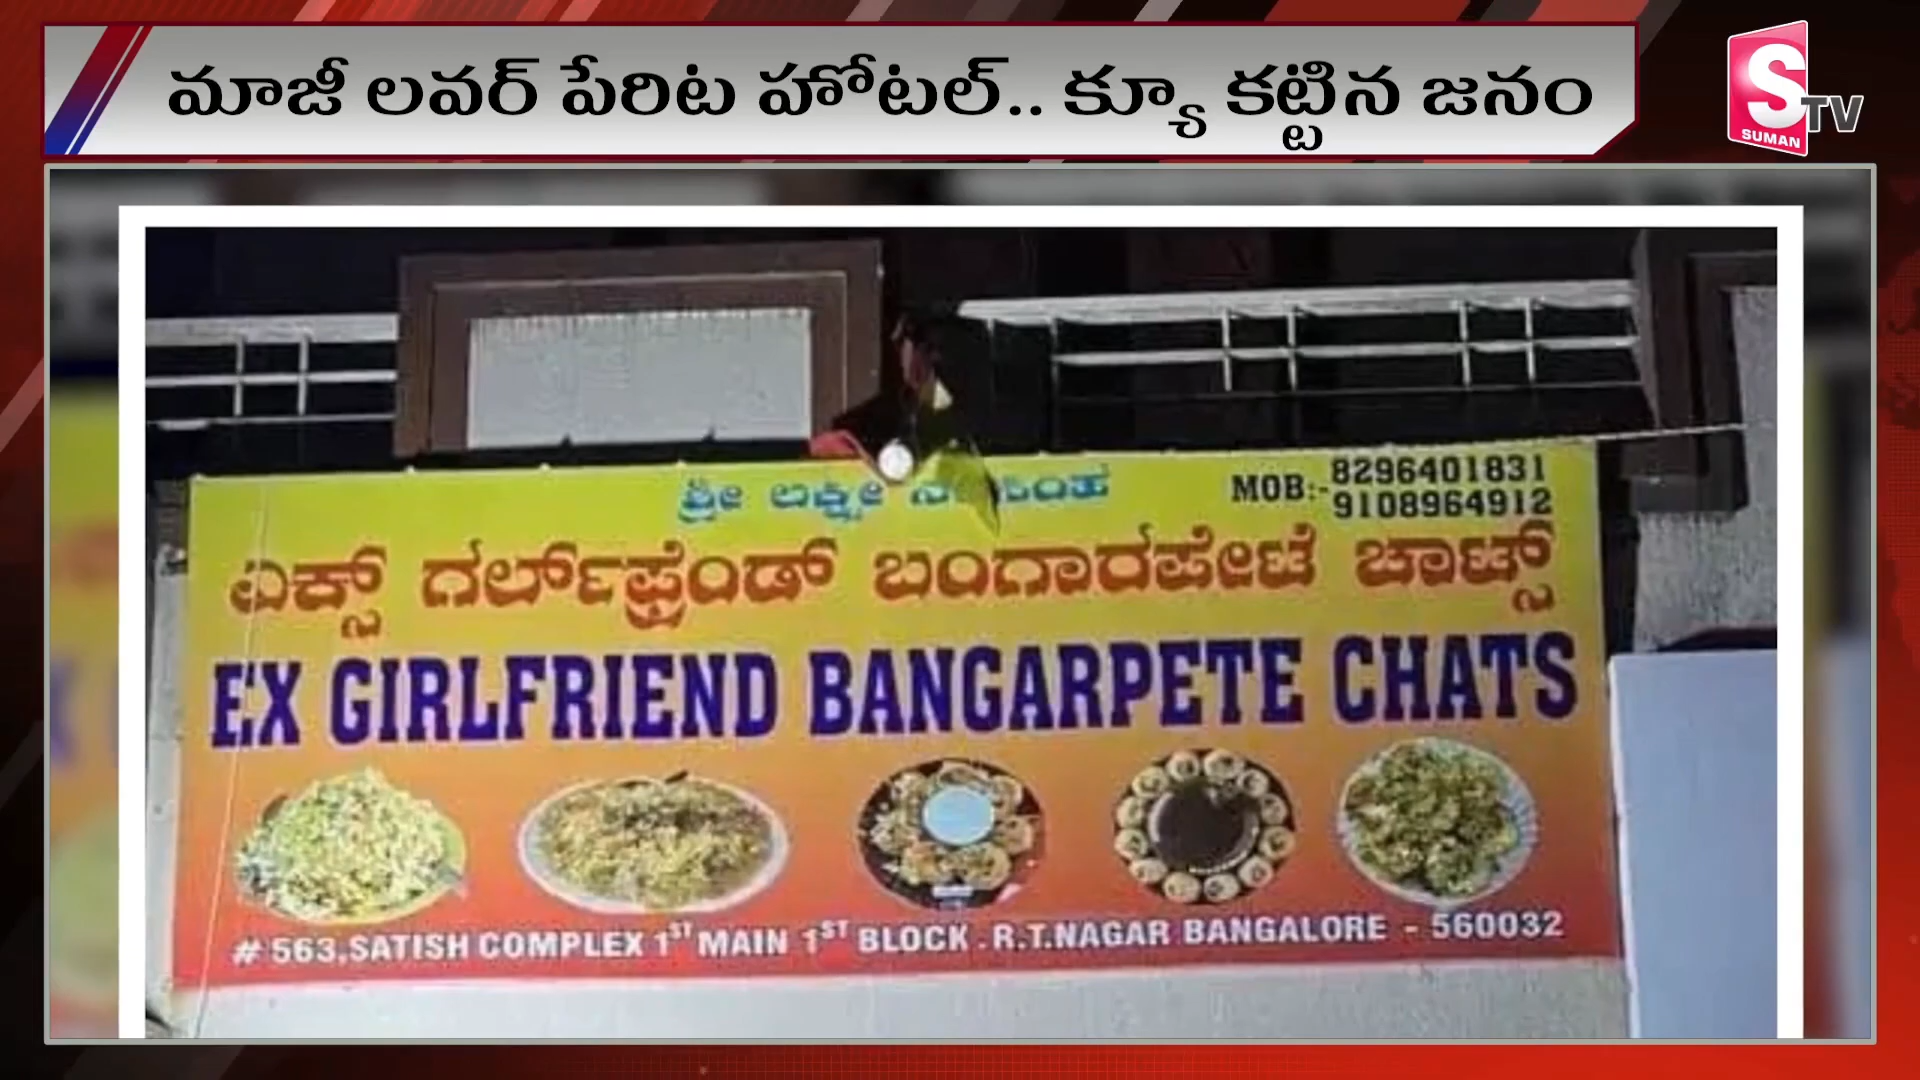 మాజీ లవర్ పేరిట హోటల్.. క్యూ కట్టిన జనం
S TV
SUMAN
ಶ್ರೀ ಲಕ್ಷ್ಮೀ
MOB:- 8296401831
9108964912
ಎಕ್ಸ್ ಗರ್ಲ್‌ಫ್ರೆಂಡ್ ಬಂಗಾರಪೇಟೆ ಚಾಟ್ಸ್
EX GIRLFRIEND BANGARPETE CHATS
# 563,SATISH COMPLEX 1ST MAIN 1ST BLOCK . R.T.NAGAR BANGALORE - 560032